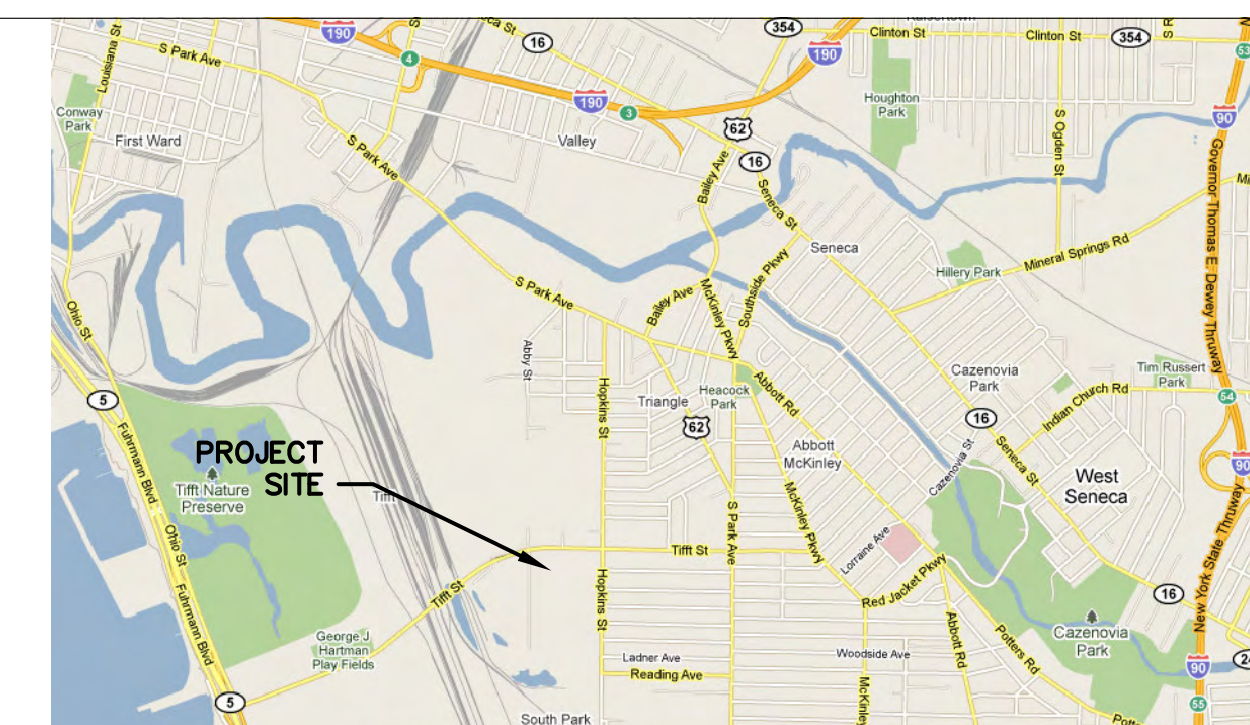 190
Seneca St
16
354
Clinton St
Clinton St
354
Louisiana St
S Park Ave
4
190
53
190
3
Houghton
Park
90
Conway
Park
First Ward
S Park Ave
Valley
62
16
Bailey Ave
Seneca St
S Ogden St
Governor Thomas E. Dewey Thruway
Seneca
Southside Pkwy
Hillery Park
Mineral Springs Rd
S Park Ave
Bailey Ave
McKinley Pkwy
Ohio St
Abby St
Hopkins St
Triangle
Heacock
Park
Abbott Rd
Cazenovia
Park
Tim Russert
Park
54
Indian Church Rd
5
62
16
Fuhrmann Blvd
PROJECT
SITE
Tifft Nature
Preserve
Abbott
McKinley
Cazenovia St
Seneca St
West
Seneca
90
Ohio St
S Park Ave
McKinley Pkwy
Lorraine Ave
Tifft St
New York State Thruway
Tifft St
Hopkins St
Red Jacket Pkwy
16
Fuhrmann Blvd
George J
Hartman
Play Fields
Abbott Rd
Potters Rd
Cazenovia
Park
Ladner Ave
Reading Ave
Woodside Ave
90
5
South Park
55